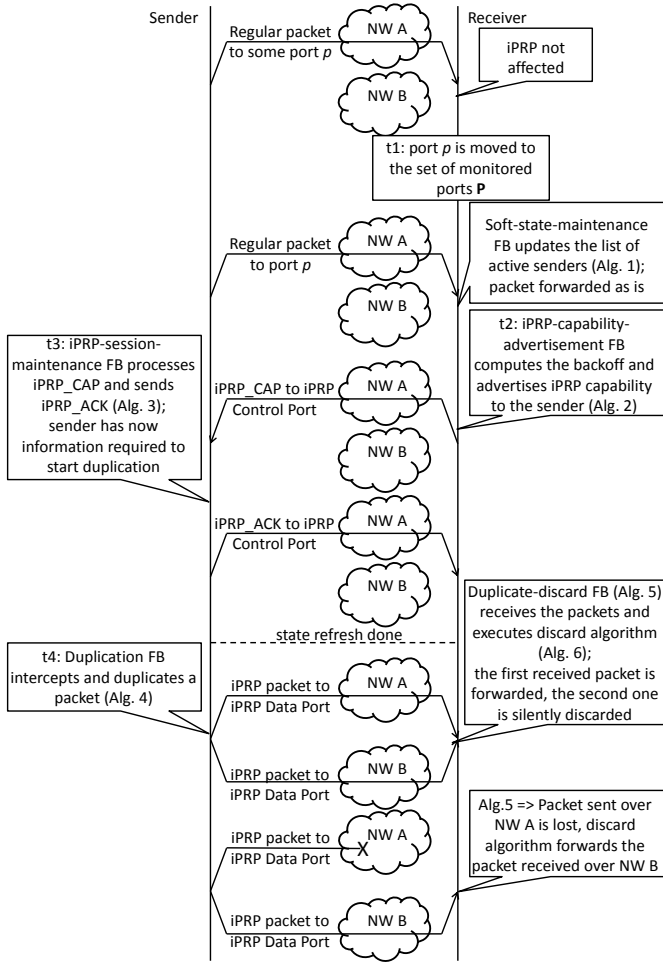 Sender
Receiver
Regular packet
to some port p
NW A
NW B
iPRP not
affected
t1: port p is moved to
the set of monitored
ports P
Regular packet
to port p
NW A
NW B
Soft-state-maintenance
FB updates the list of
active senders (Alg. 1);
packet forwarded as is
t2: iPRP-capability-
advertisement FB
computes the backoff and
advertises iPRP capability
to the sender (Alg. 2)
t3: iPRP-session-
maintenance FB processes
iPRP_CAP and sends
iPRP_ACK (Alg. 3);
sender has now
information required to
start duplication
iPRP_CAP to iPRP
Control Port
NW A
NW B
iPRP_ACK to iPRP
Control Port
NW A
NW B
state refresh done
Duplicate-discard FB (Alg. 5)
receives the packets and
executes discard algorithm
(Alg. 6);
the first received packet is
forwarded, the second one
is silently discarded
t4: Duplication FB
intercepts and duplicates a
packet (Alg. 4)
iPRP packet to
iPRP Data Port
NW A
iPRP packet to
iPRP Data Port
NW B
iPRP packet to
iPRP Data Port
NW A
X
Alg.5 => Packet sent over
NW A is lost, discard
algorithm forwards the
packet received over NW B
iPRP packet to
iPRP Data Port
NW B